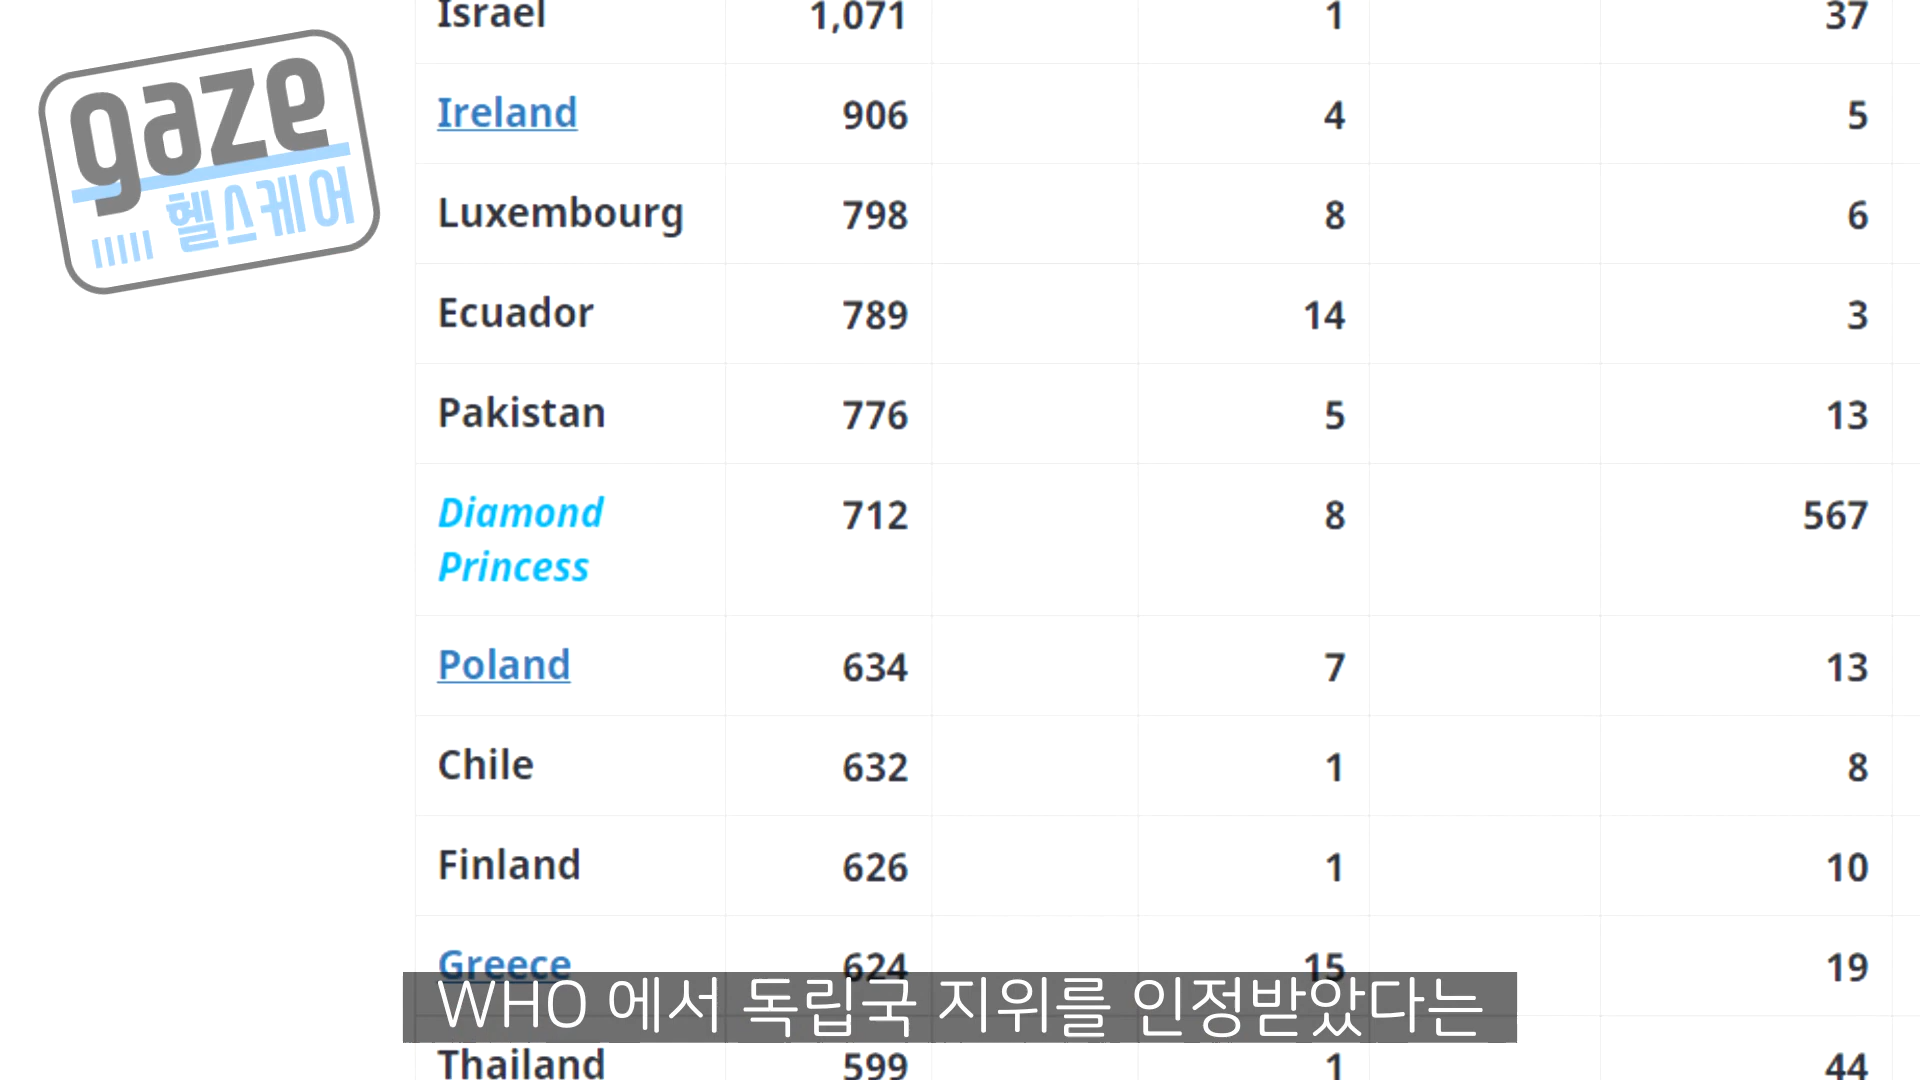 gaze
헬스케어
Israel 1,071 1 37
Ireland 906 4 5
Luxembourg 798 8 6
Ecuador 789 14 3
Pakistan 776 5 13
Diamond 712 8 567
Princess
Poland 634 7 13
Chile 632 1 8
Finland 626 1 10
Greece 624 15 19
WHO 에서 독립국 지위를 인정받았다는
Thailand 599 1 44